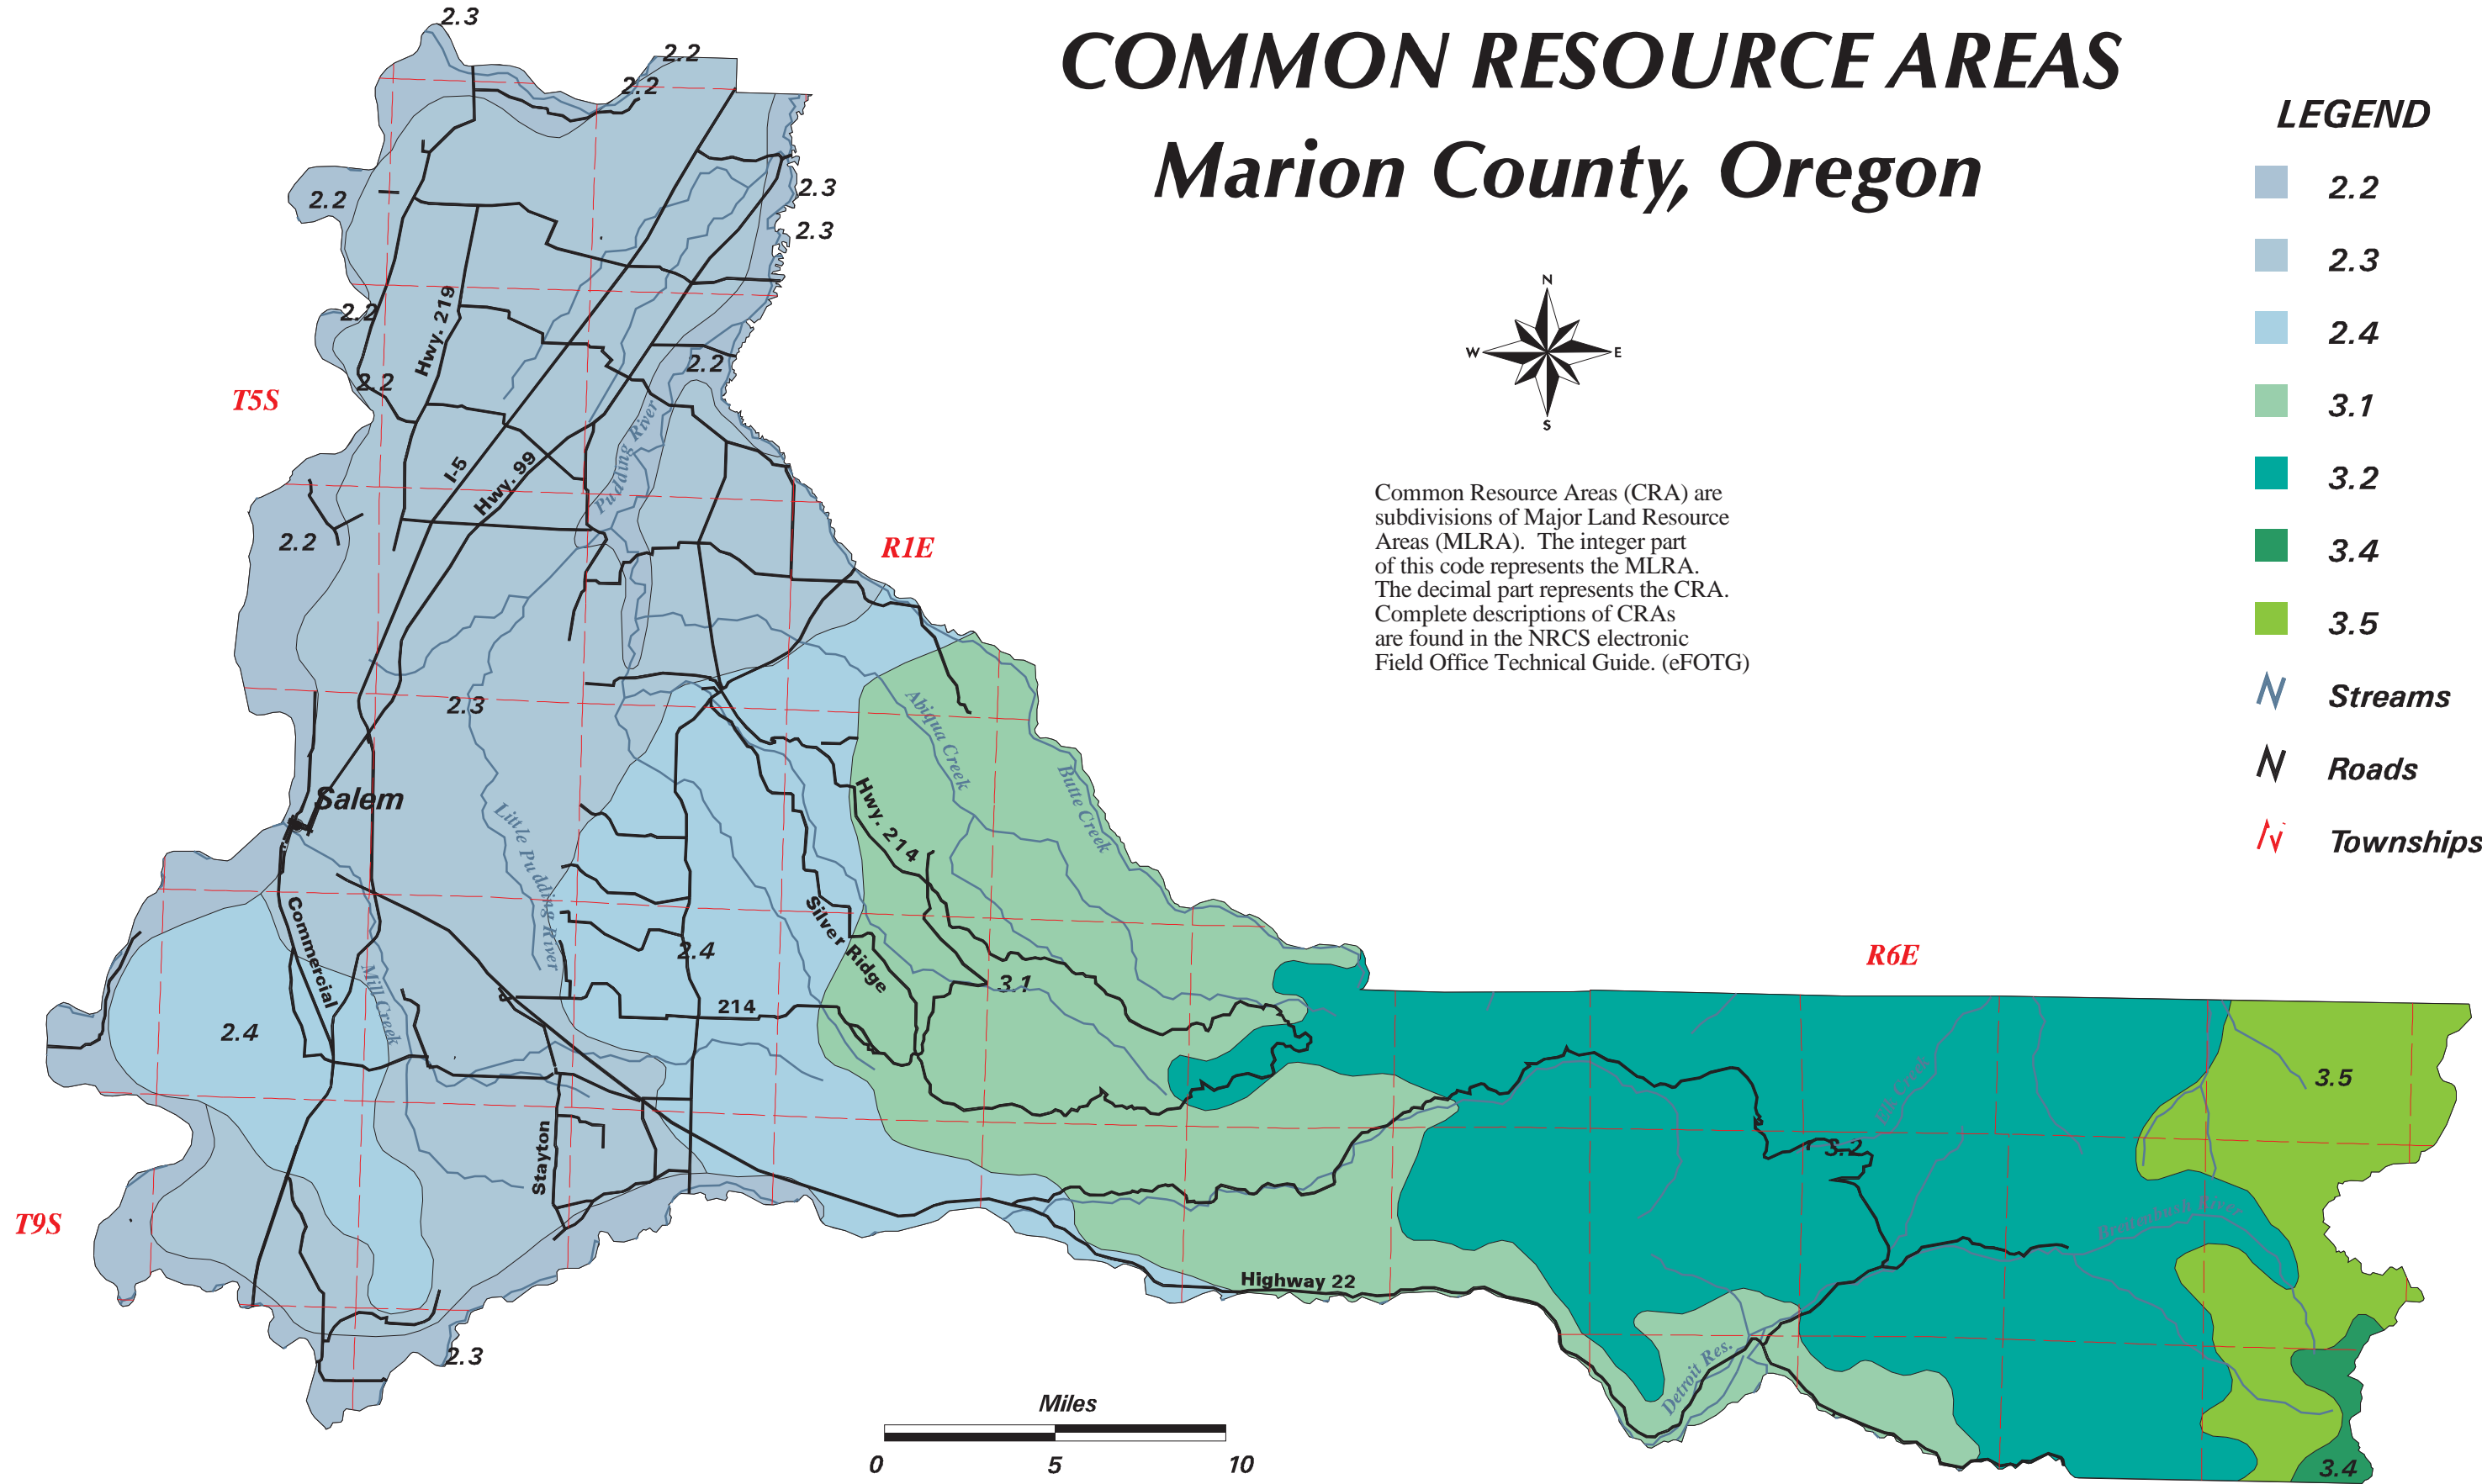 COMMON RESOURCE AREAS
Marion County, Oregon
LEGEND
2.2
2.3
2.4
3.1
3.2
3.4
3.5
Streams
Roads
Townships
N
W
E
S
Common Resource Areas (CRA) are
subdivisions of Major Land Resource
Areas (MLRA).  The integer part
of this code represents the MLRA.
The decimal part represents the CRA.
Complete descriptions of CRAs
are found in the NRCS electronic
Field Office Technical Guide. (eFOTG)
2.3
2.2
2.2
2.2
2.3
2.3
2.2
Hwy. 219
2.2
2.2
T5S
Pudding River
I-5
Hwy. 99
2.2
R1E
2.3
Abiqua Creek
Butte Creek
Salem
Hwy. 214
Little Pudding River
Commercial
Silver Ridge
2.4
R6E
Mill Creek
3.1
214
2.4
Elk Creek
3.5
3.2
Stayton
T9S
Breitenbush River
Highway 22
2.3
Detroit Res.
3.4
Miles
0
5
10